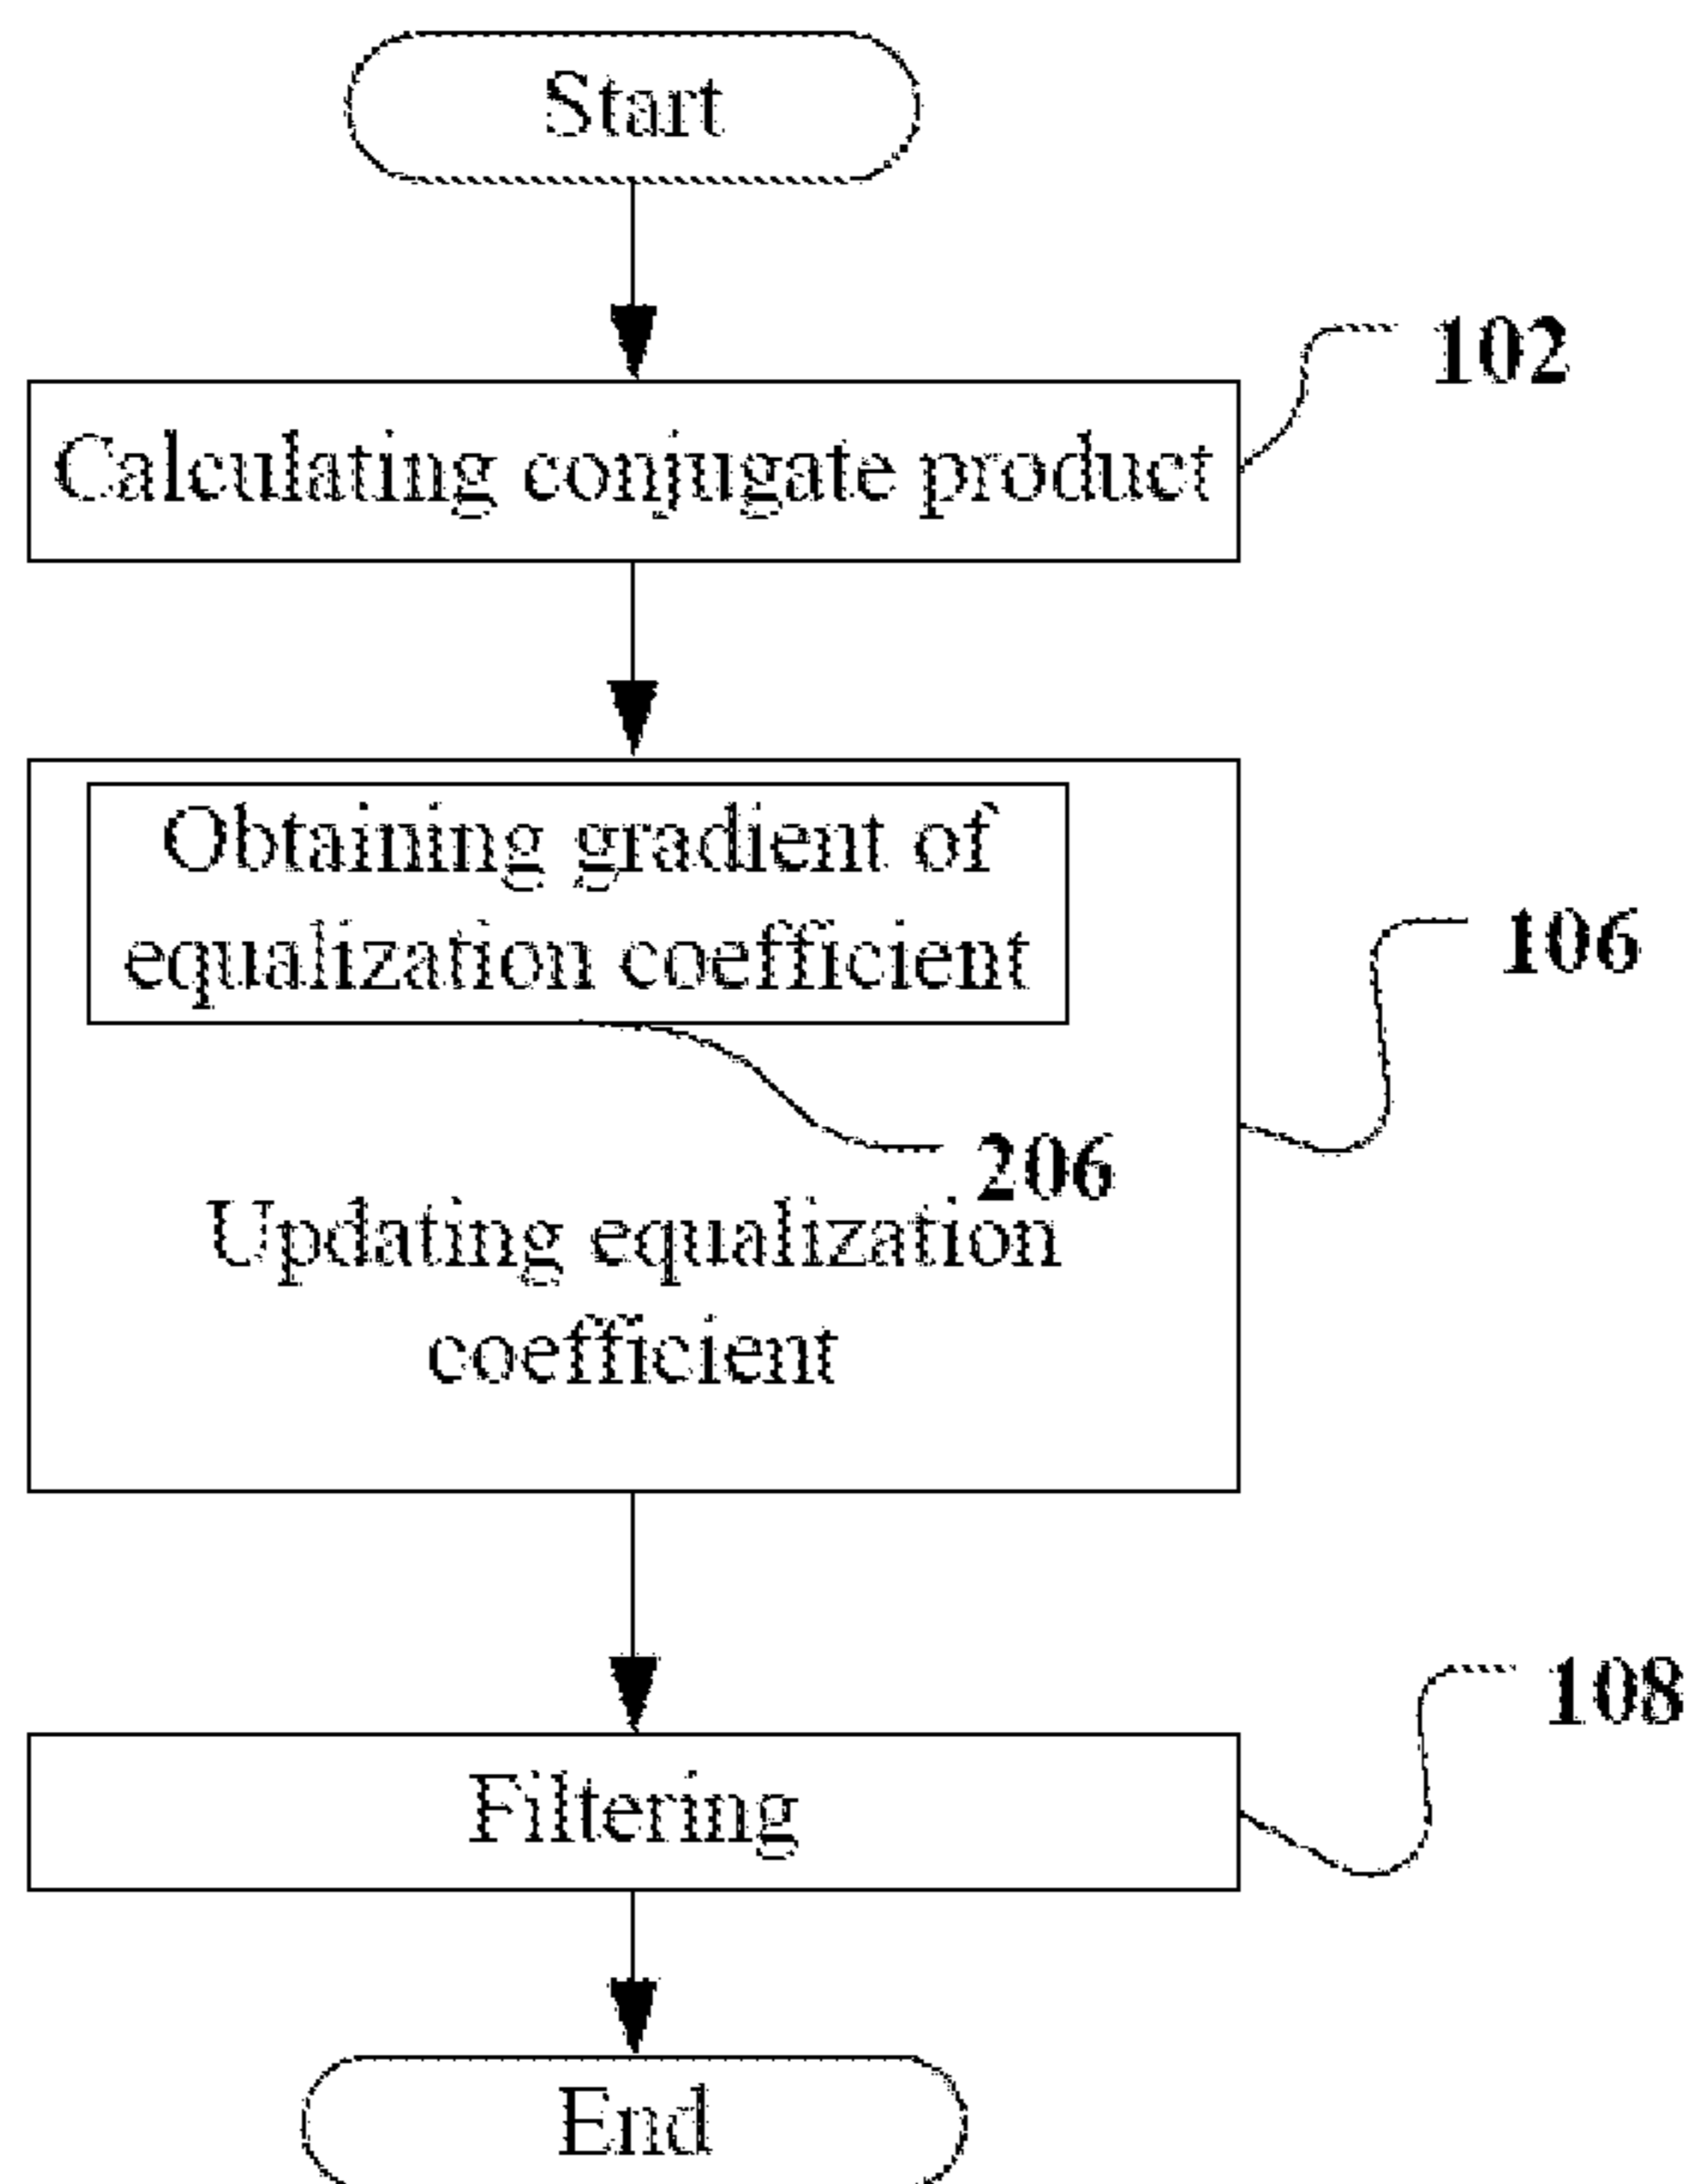 Start
102
Calculating conjugate product
Obtaining gradient of
equalization coefficient
106
206
Updating equalization
coefficient
108
Filtering
End